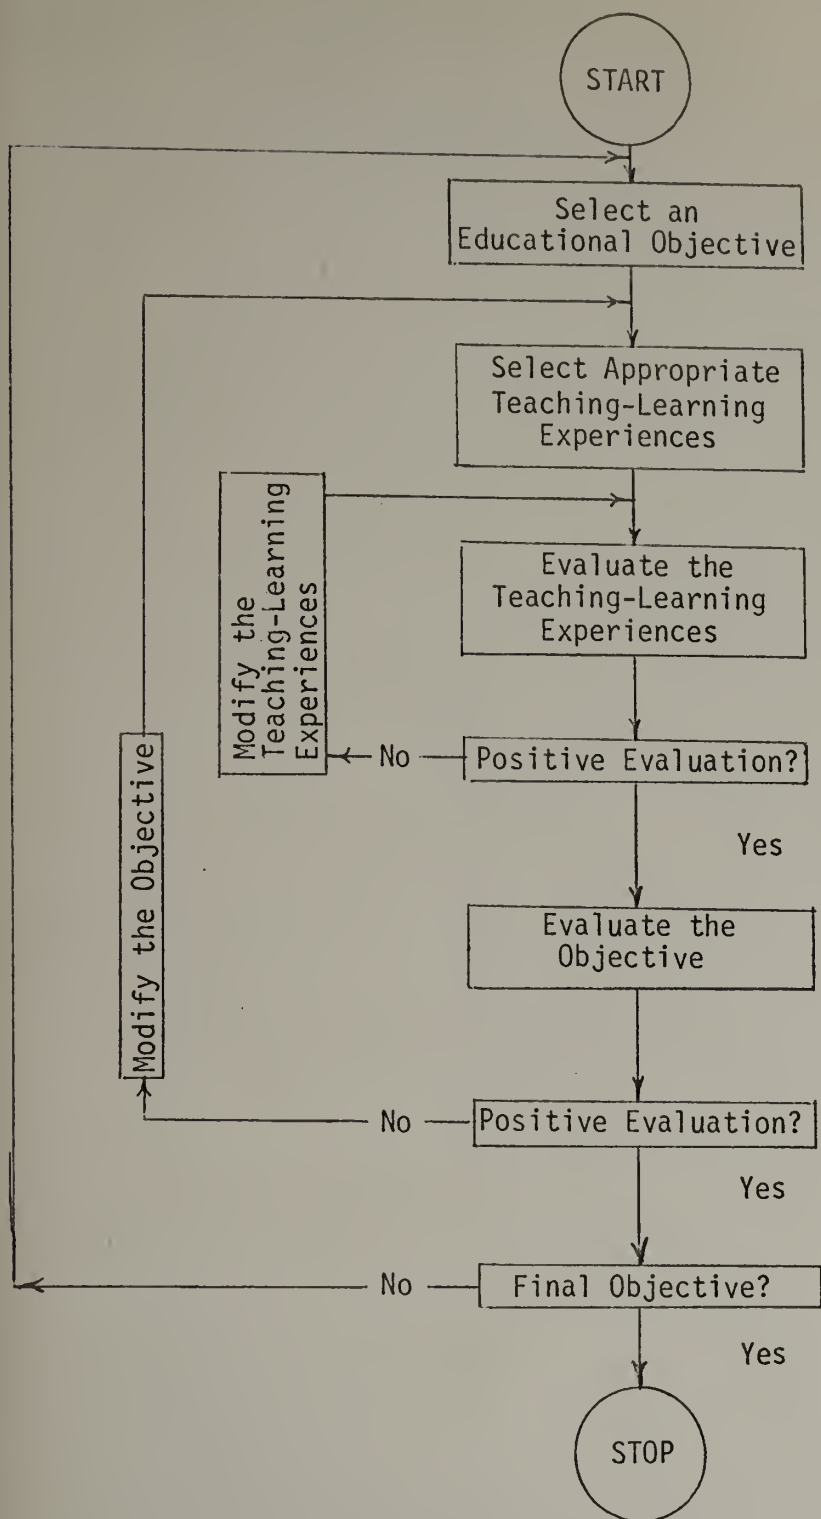 START
Select an
Educational Objective
Select Appropriate
Teaching-Learning
Experiences
Modify the
Teaching-Learning
Experiences
Evaluate the
Teaching-Learning
Experiences
No
Positive Evaluation?
Yes
Modify the Objective
Evaluate the
Objective
No
Positive Evaluation?
Yes
No
Final Objective?
Yes
STOP